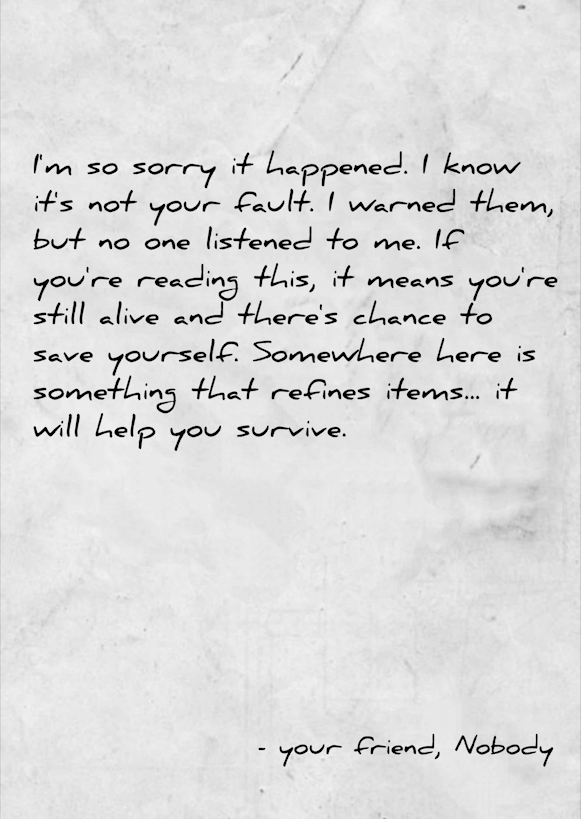 I'm so sorry it happened. I know
it's not your fault. I warned them,
but no one listened to me. If
you're reading this, it means you're
still alive and there's chance to
save yourself. Somewhere here is
something that refines items... it
will help you survive.
- your friend, Nobody